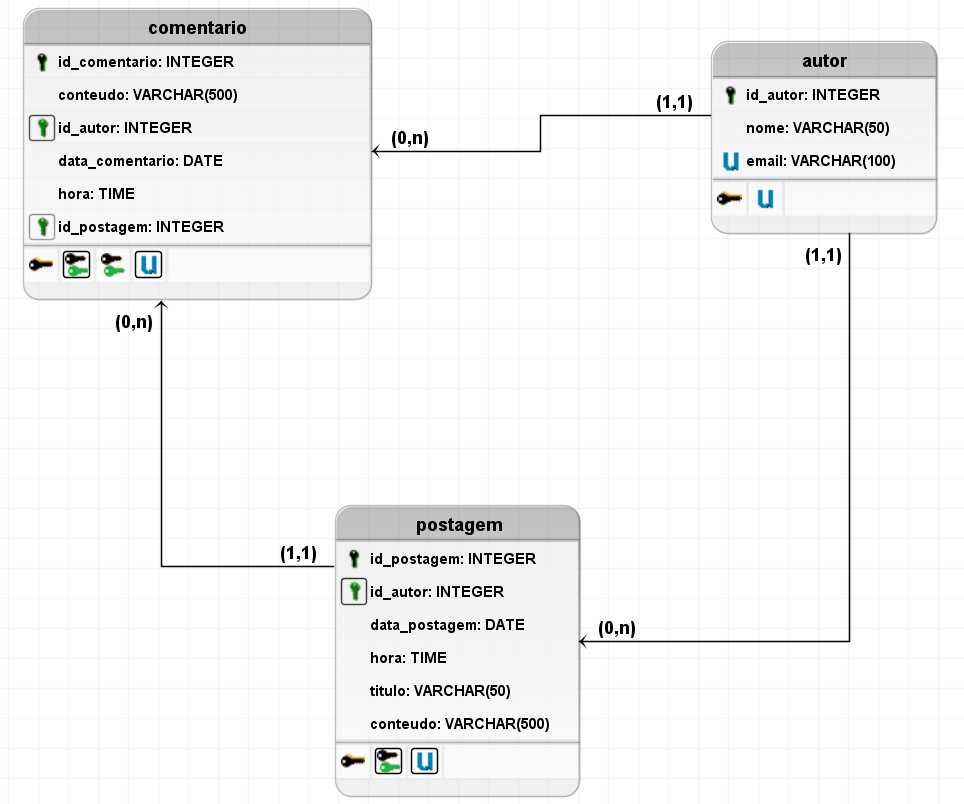 comentario
id_comentario: INTEGER
conteudo: VARCHAR(500)
id_autor: INTEGER
data_comentario: DATE
hora: TIME
id_postagem: INTEGER
U
(0,n)
(1,1)
autor
id_autor: INTEGER
nome: VARCHAR(50)
U email: VARCHAR(100)
U
(1,1)
(0,n)
(1,1)
postagem
id_postagem: INTEGER
id_autor: INTEGER
data_postagem: DATE
hora: TIME
titulo: VARCHAR(50)
conteudo: VARCHAR(500)
U
(0,n)